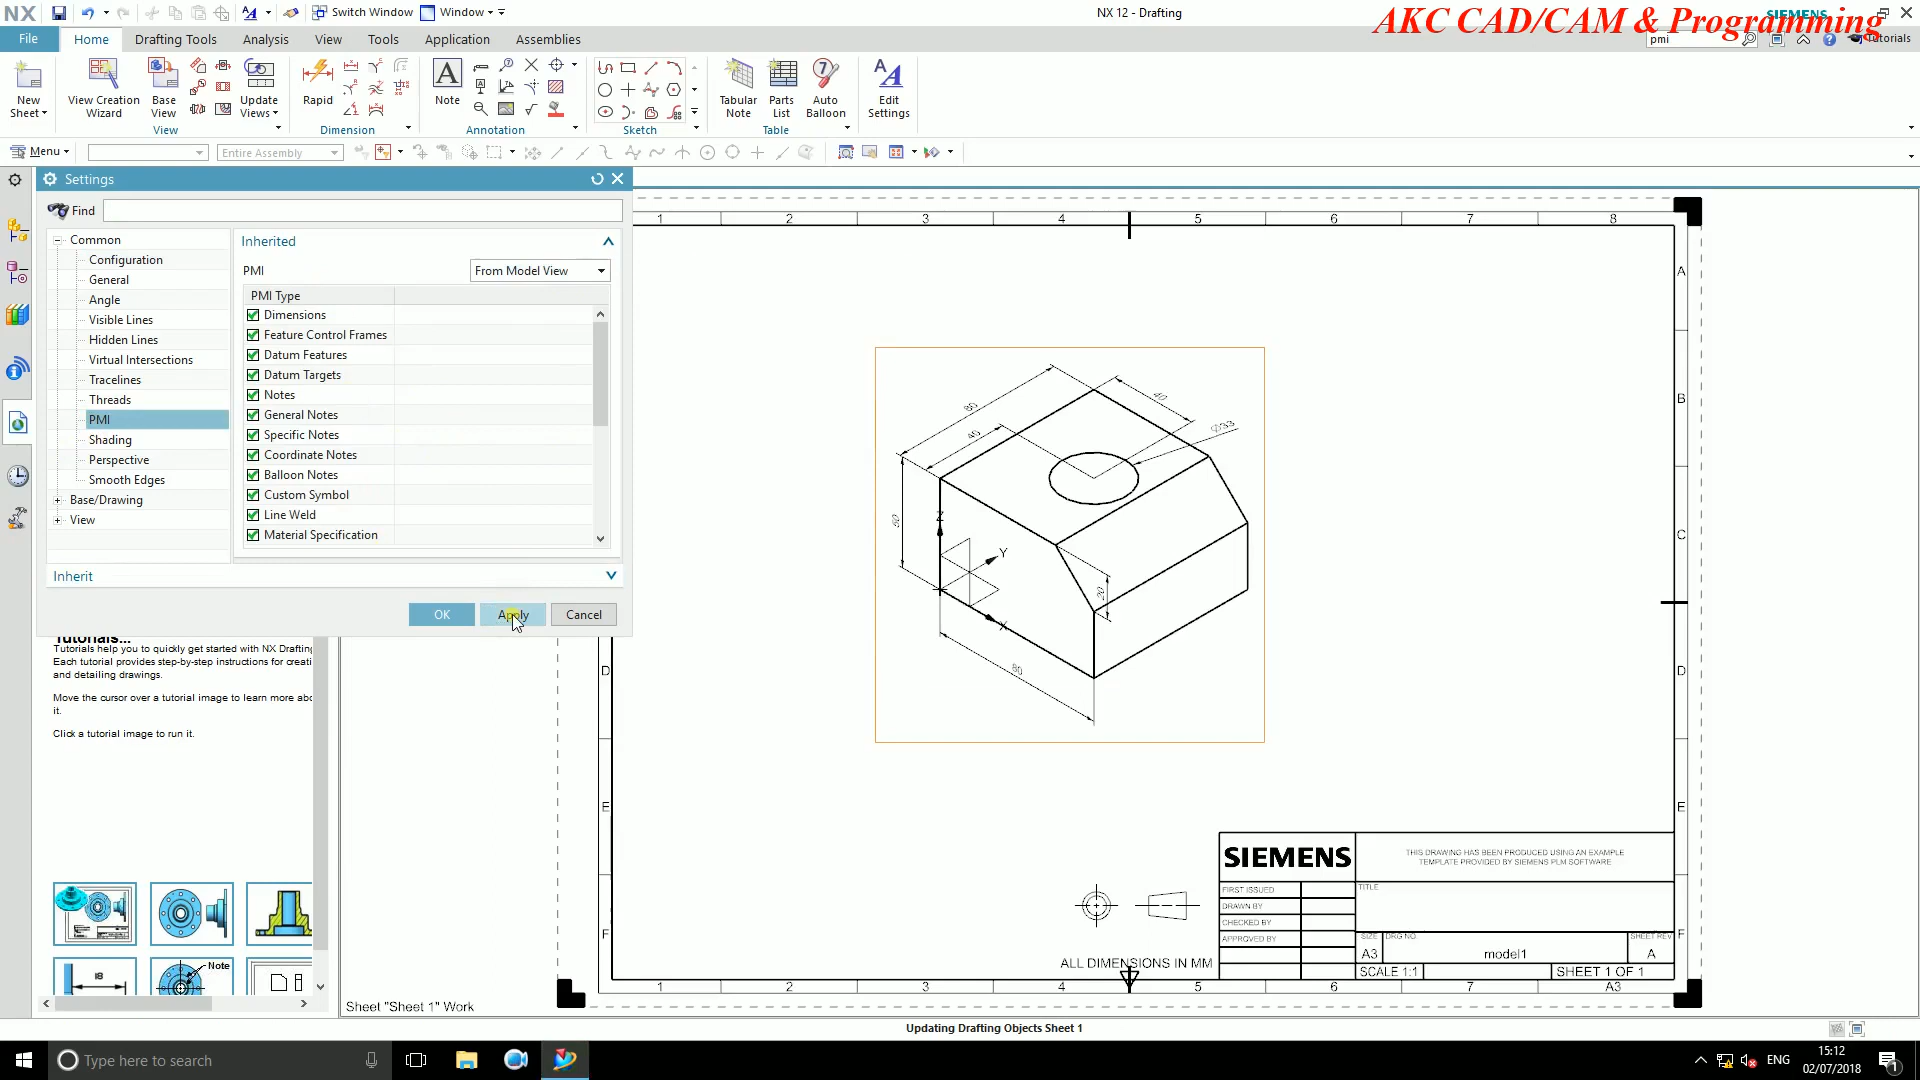 NX
Switch Window
Window
NX 12 - Drafting
SIEMENS
AKC CAD/CAM & Programming
File
Home
Drafting Tools
Analysis
View
Tools
Application
Assemblies
pmi
Tutorials
New
Sheet
View Creation
Wizard
Base
View
Update
Views
Rapid
Note
Tabular
Note
Parts
List
Auto
Balloon
Edit
Settings
View
Dimension
Annotation
Sketch
Table
Menu
Entire Assembly
Settings
Find
Common
Configuration
General
Angle
Visible Lines
Hidden Lines
Virtual Intersections
Tracelines
Threads
PMI
Shading
Perspective
Smooth Edges
Base/Drawing
View
Inherited
PMI
From Model View
PMI Type
Dimensions
Feature Control Frames
Datum Features
Datum Targets
Notes
General Notes
Specific Notes
Coordinate Notes
Balloon Notes
Custom Symbol
Line Weld
Material Specification
Inherit
OK
Apply
Cancel
Tutorials...
Tutorials help you to quickly get started with NX Drafting
Each tutorial provides step-by-step instructions for creati
and detailing drawings.
Move the cursor over a tutorial image to learn more abo
it.
Click a tutorial image to run it.
Note
1 2 3 4 5 6 7 8
A
B
C
D
E
F
80
40
40
Ø33
Z
Y
X
20
80
D
E
F
SIEMENS
THIS DRAWING HAS BEEN PRODUCED USING AN EXAMPLE
TEMPLATE PROVIDED BY SIEMENS PLM SOFTWARE
FIRST ISSUED
DRAWN BY
CHECKED BY
APPROVED BY
TITLE
SIZE
DRG NO.
SHEET REV
A3
model1
A
SCALE 1:1
SHEET 1 OF 1
ALL DIMENSIONS IN MM
1 2 3 4 5 6 7 A3
Sheet "Sheet 1" Work
Updating Drafting Objects Sheet 1
Type here to search
ENG
15:12
02/07/2018
1